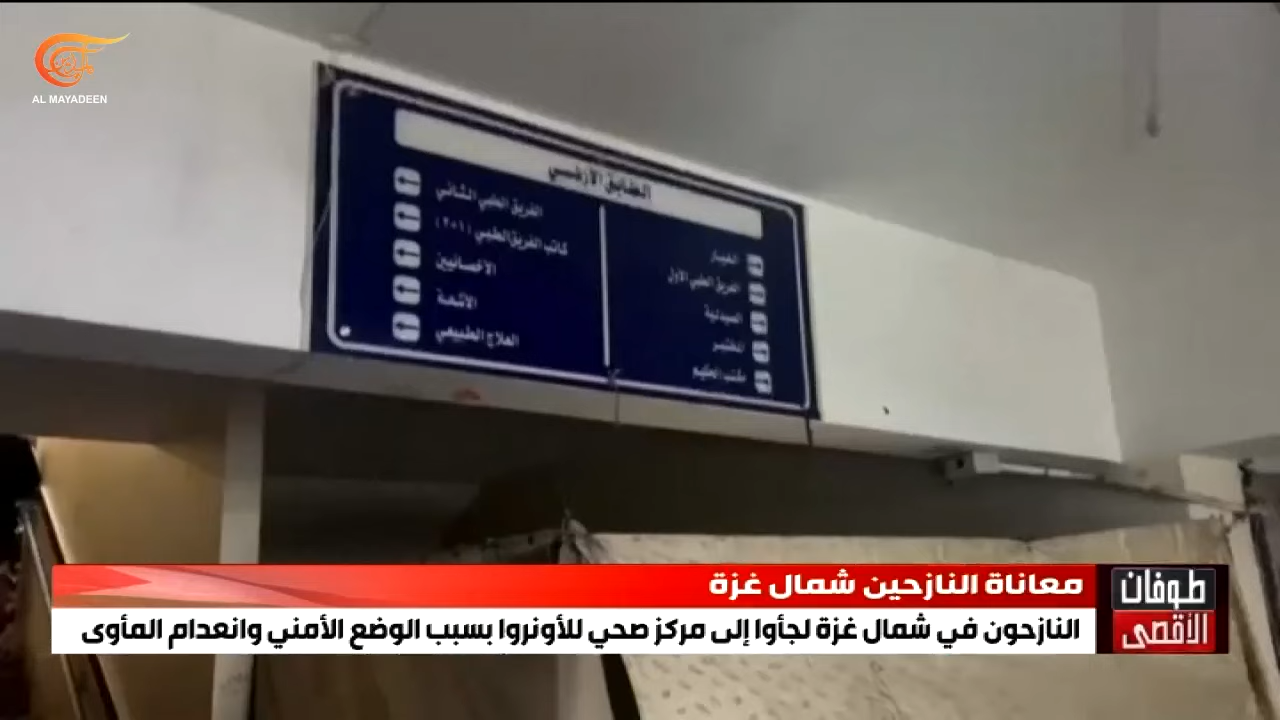 AL MAYADEEN
الطابق الأرضي
الغيار
الفريق الطبي الاول
الصيدلية
المختبر
مكتب الحكيم
الفريق الطبي الثاني
كاتب الفريق الطبي (٢٠١)
الاخصائيين
الأشعة
العلاج الطبيعي
معاناة النازحين شمال غزة
النازحون في شمال غزة لجأوا إلى مركز صحي للأونروا بسبب الوضع الأمني وانعدام المأوى
طوفان
الأقصى